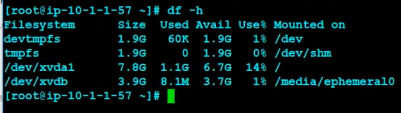 [root@ip-10-1-1-57 ~]# df -h
Filesystem      Size  Used Avail Use% Mounted on
devtmpfs        1.9G   60K  1.9G   1% /dev
tmpfs           1.9G     0  1.9G   0% /dev/shm
/dev/xvda1      7.8G  1.1G  6.7G  14% /
/dev/xvdb       3.9G  8.1M  3.7G   1% /media/ephemeral0
[root@ip-10-1-1-57 ~]#